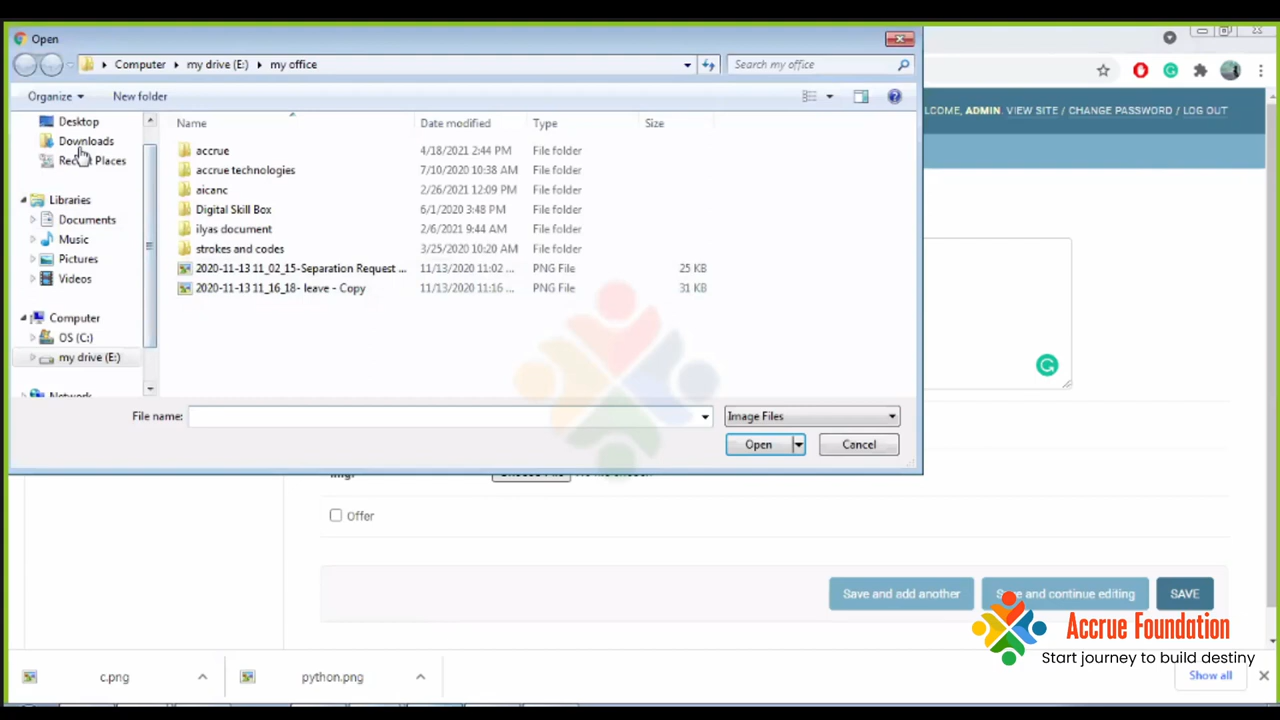 Open
Computer my drive (E:) my office
Search my office
Organize New folder
Name Date modified Type Size
Desktop
Downloads
Recent Places
Libraries
Documents
Music
Pictures
Videos
Computer
OS (C:)
my drive (E:)
Network
accrue 4/18/2021 2:44 PM File folder
accrue technologies 7/10/2020 10:38 AM File folder
aicanc 2/26/2021 12:09 PM File folder
Digital Skill Box 6/1/2020 3:48 PM File folder
ilyas document 2/6/2021 9:44 AM File folder
strokes and codes 3/25/2020 10:20 AM File folder
2020-11-13 11_02_15-Separation Request ... 11/13/2020 11:02 ... PNG File 25 KB
2020-11-13 11_16_18- leave - Copy 11/13/2020 11:16 ... PNG File 31 KB
File name:
Image Files
Open Cancel
LCOME, ADMIN. VIEW SITE / CHANGE PASSWORD / LOG OUT
Offer
Save and add another
Save and continue editing
SAVE
Accrue Foundation
Start journey to build destiny
c.png
python.png
Show all